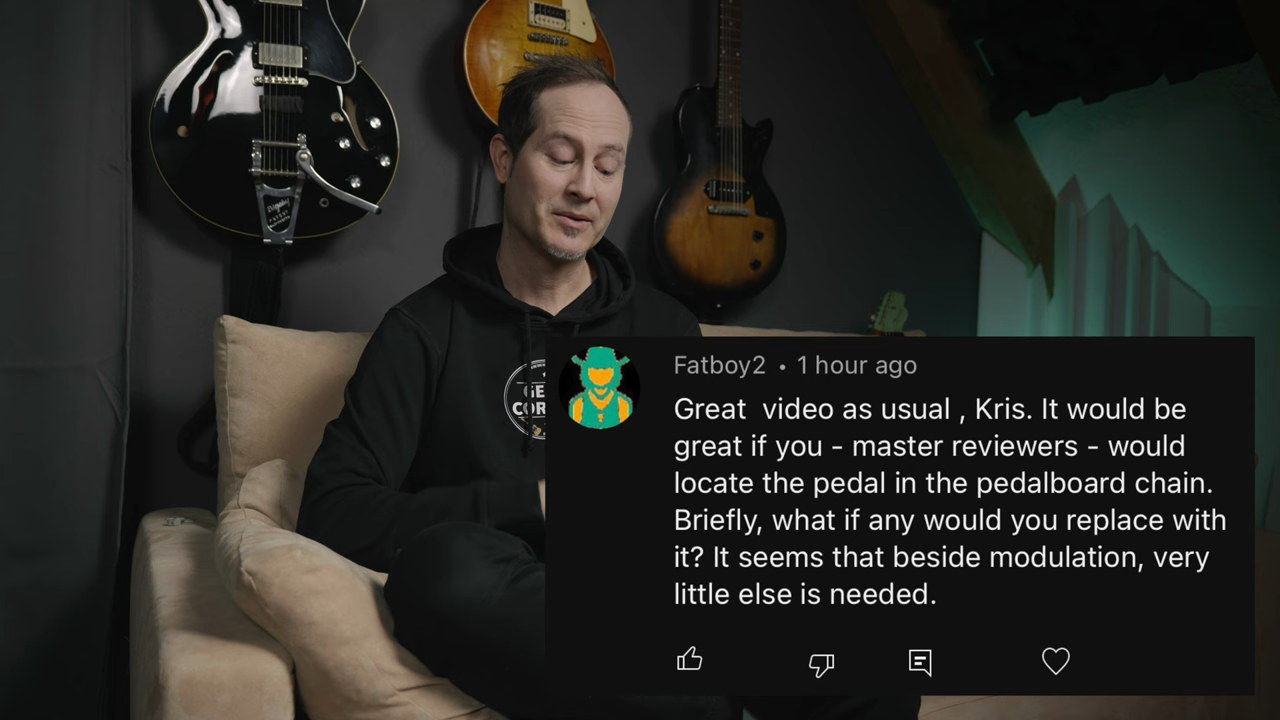 Fatboy2 • 1 hour ago
Great  video as usual , Kris. It would be
great if you - master reviewers - would
locate the pedal in the pedalboard chain.
Briefly, what if any would you replace with
it? It seems that beside modulation, very
little else is needed.